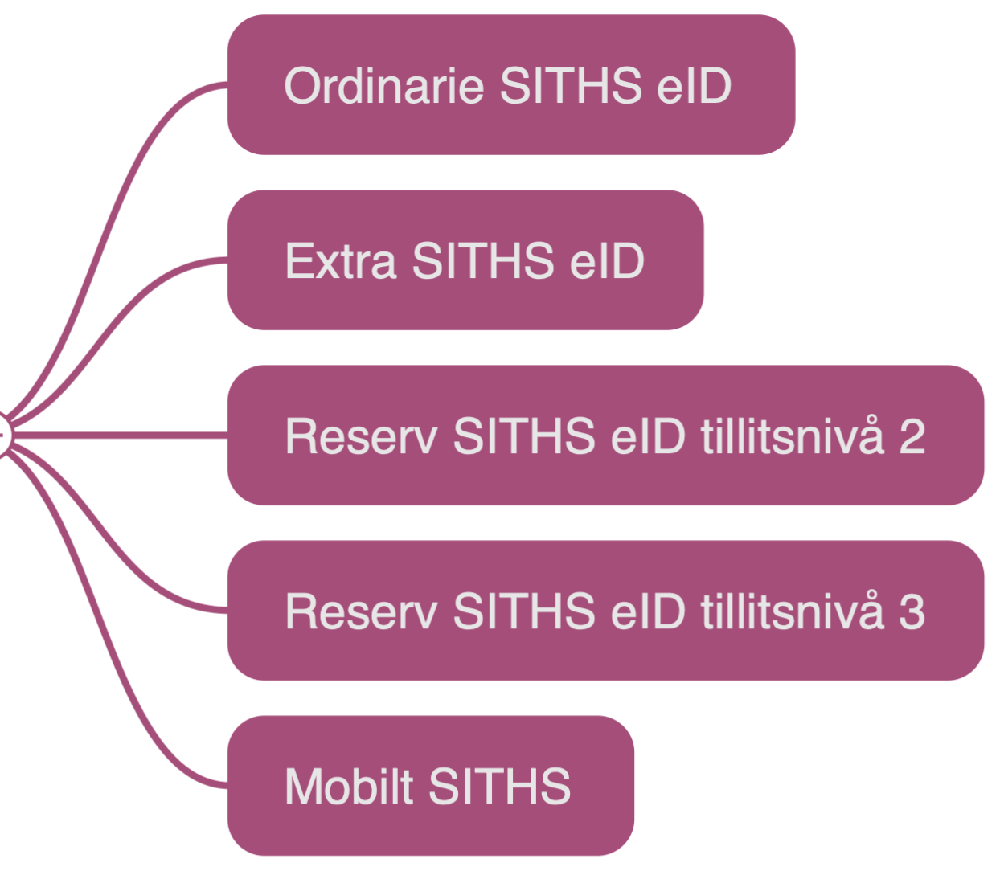 Ordinarie SITHS eID
Extra SITHS eID
Reserv SITHS eID tillitsnivå 2
Reserv SITHS eID tillitsnivå 3
Mobilt SITHS